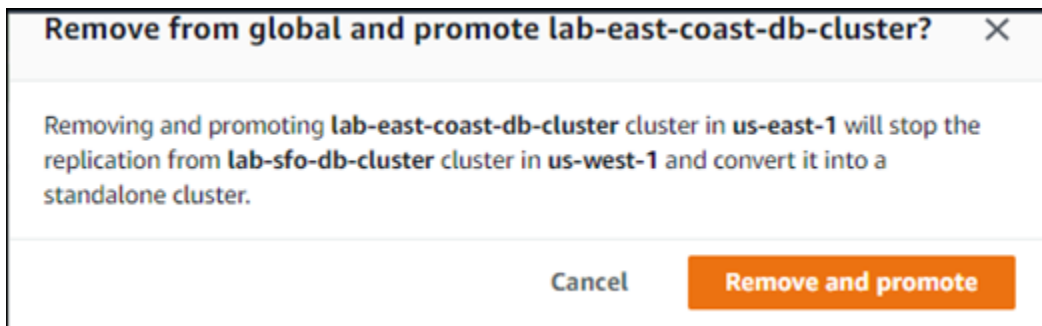 Remove from global and promote lab-east-coast-db-cluster?
Removing and promoting lab-east-coast-db-cluster cluster in us-east-1 will stop the
replication from lab-sfo-db-cluster cluster in us-west-1 and convert it into a
standalone cluster.
Cancel Remove and promote